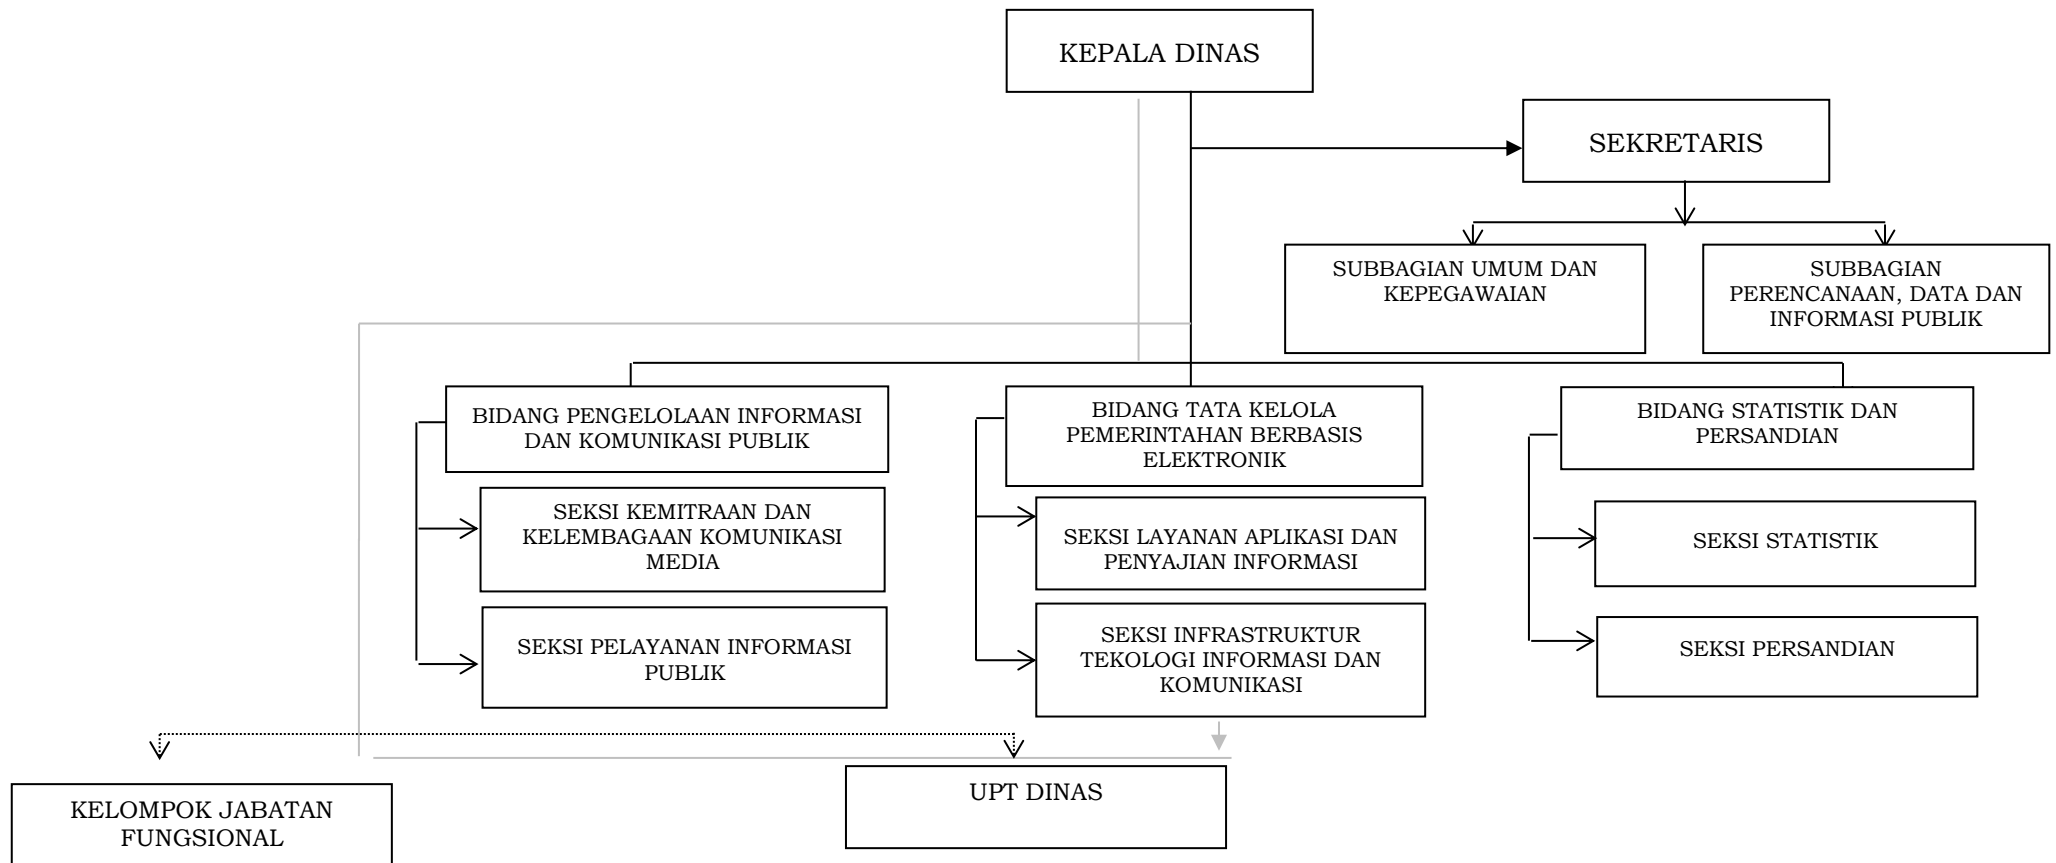 KEPALA DINAS
SEKRETARIS
SUBBAGIAN UMUM DAN
KEPEGAWAIAN
SUBBAGIAN
PERENCANAAN, DATA DAN
INFORMASI PUBLIK
BIDANG PENGELOLAAN INFORMASI
DAN KOMUNIKASI PUBLIK
BIDANG TATA KELOLA
PEMERINTAHAN BERBASIS
ELEKTRONIK
BIDANG STATISTIK DAN
PERSANDIAN
SEKSI KEMITRAAN DAN
KELEMBAGAAN KOMUNIKASI
MEDIA
SEKSI LAYANAN APLIKASI DAN
PENYAJIAN INFORMASI
SEKSI STATISTIK
SEKSI PELAYANAN INFORMASI
PUBLIK
SEKSI INFRASTRUKTUR
TEKOLOGI INFORMASI DAN
KOMUNIKASI
SEKSI PERSANDIAN
KELOMPOK JABATAN
FUNGSIONAL
UPT DINAS